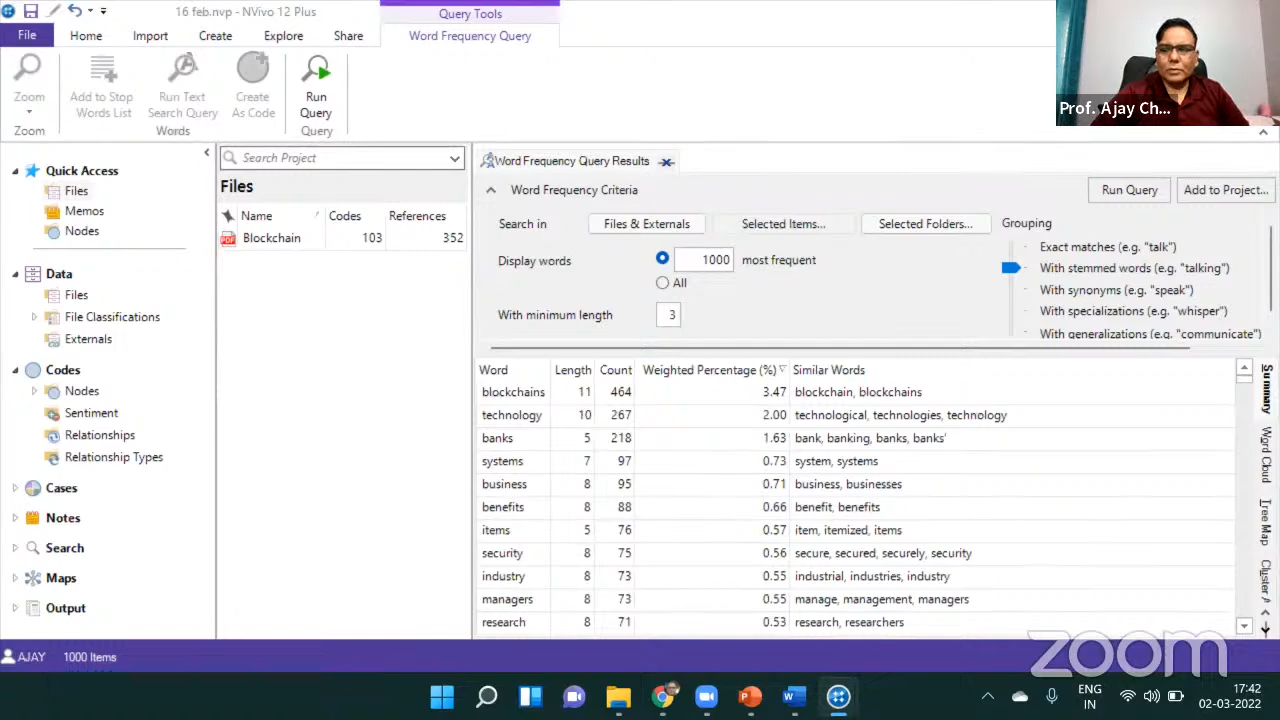 16 feb.nvp - NVivo 12 Plus
Query Tools
File Home Import Create Explore Share Word Frequency Query
Zoom
Add to Stop Words List
Run Text Search Query
Create As Code
Run Query
Zoom Words Query
Prof. Ajay Ch...
Quick Access
Files
Memos
Nodes
Data
Files
File Classifications
Externals
Codes
Nodes
Sentiment
Relationships
Relationship Types
Cases
Notes
Search
Maps
Output
Search Project
Files
Name Codes References
PDF Blockchain 103 352
Word Frequency Query Results
Word Frequency Criteria Run Query Add to Project...
Search in Files & Externals Selected Items... Selected Folders... Grouping
Display words 1000 most frequent
All
With minimum length 3
Exact matches (e.g. "talk")
With stemmed words (e.g. "talking")
With synonyms (e.g. "speak")
With specializations (e.g. "whisper")
With generalizations (e.g. "communicate")
Word Length Count Weighted Percentage (%) Similar Words
blockchains 11 464 3.47 blockchain, blockchains
technology 10 267 2.00 technological, technologies, technology
banks 5 218 1.63 bank, banking, banks, banks'
systems 7 97 0.73 system, systems
business 8 95 0.71 business, businesses
benefits 8 88 0.66 benefit, benefits
items 5 76 0.57 item, itemized, items
security 8 75 0.56 secure, secured, securely, security
industry 8 73 0.55 industrial, industries, industry
managers 8 73 0.55 manage, management, managers
research 8 71 0.53 research, researchers
Summary
Word Cloud
Tree Map
Cluster A
zoom
AJAY 1000 Items
ENG
IN
17:42
02-03-2022